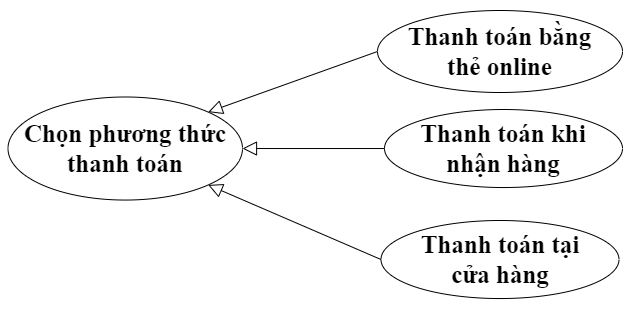 Thanh toán bằng
thẻ online
Chọn phương thức
thanh toán
Thanh toán khi
nhận hàng
Thanh toán tại
cửa hàng